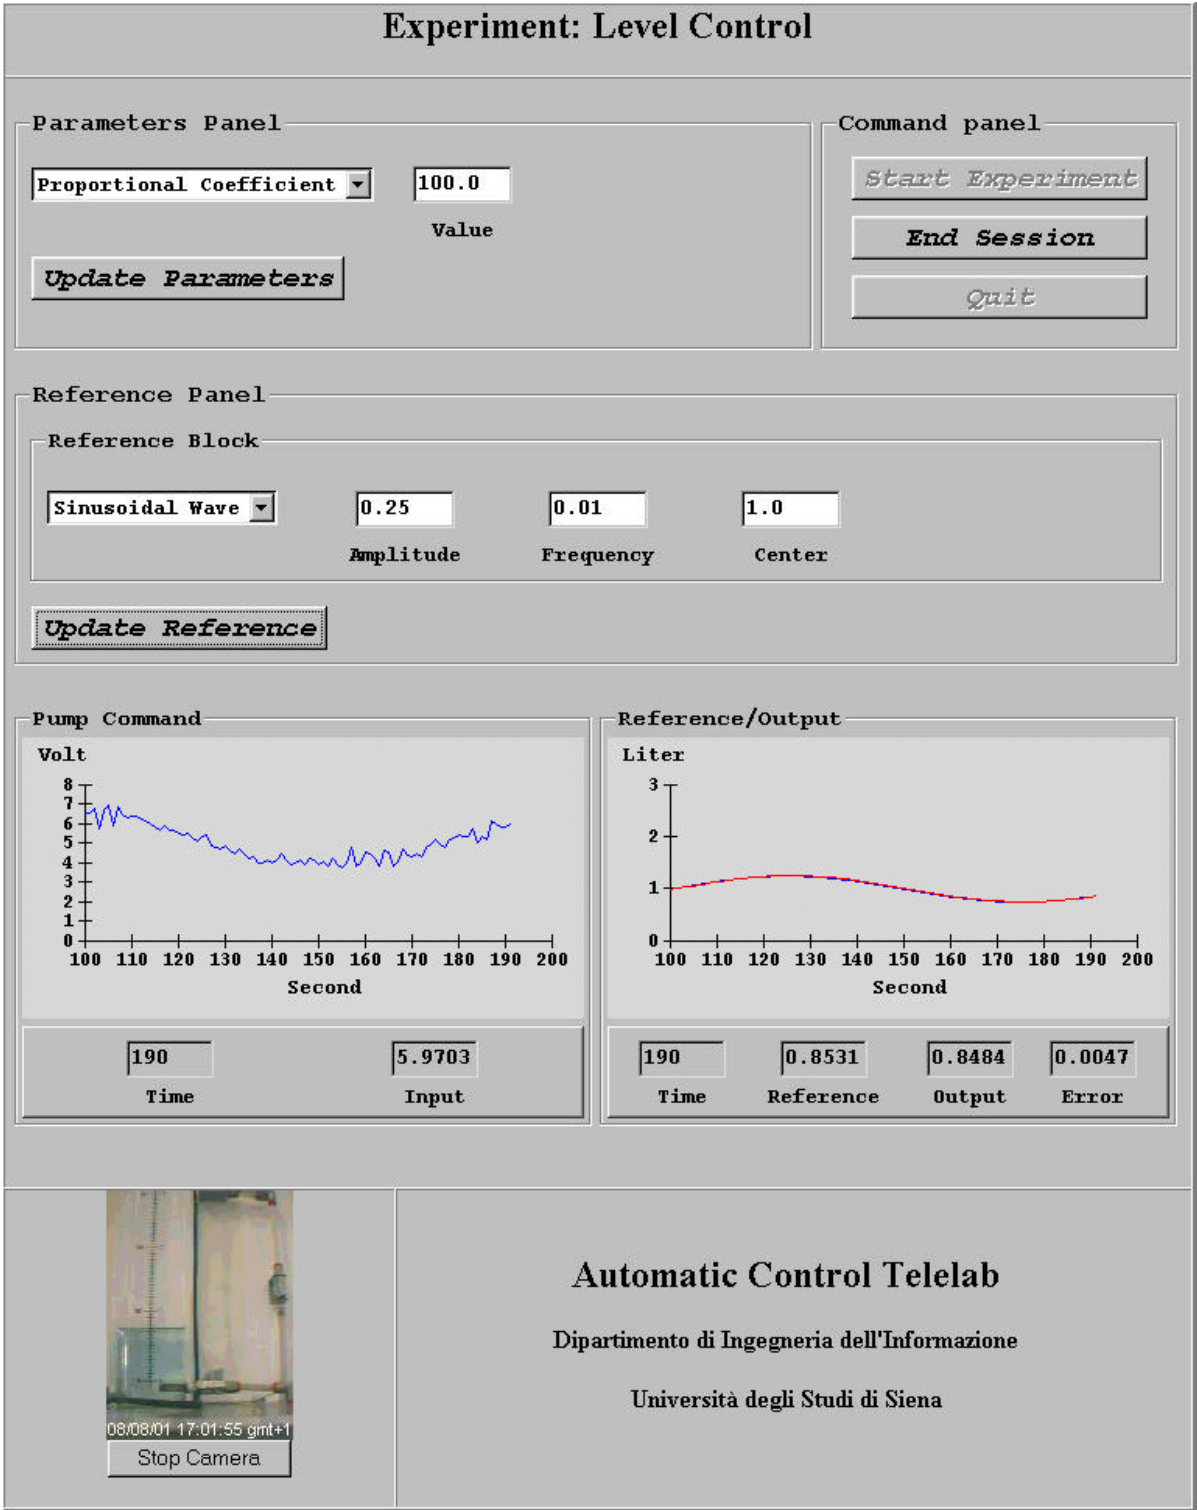 Experiment: Level Control
Parameters Panel
Proportional Coefficient
100.0
Value
Update Parameters
Command panel
Start Experiment
End Session
Quit
Reference Panel
Reference Block
Sinusoidal Wave
0.25
0.01
1.0
Amplitude
Frequency
Center
Update Reference
Pump Command
Volt
8
7
6
5
4
3
2
1
0
100 110 120 130 140 150 160 170 180 190 200
Second
190
5.9703
Time
Input
Reference/Output
Liter
3
2
1
0
100 110 120 130 140 150 160 170 180 190 200
Second
190
0.8531
0.8484
0.0047
Time
Reference
Output
Error
08/08/01 17:01:55 gmt+1
Stop Camera
Automatic Control Telelab
Dipartimento di Ingegneria dell'Informazione
Università degli Studi di Siena